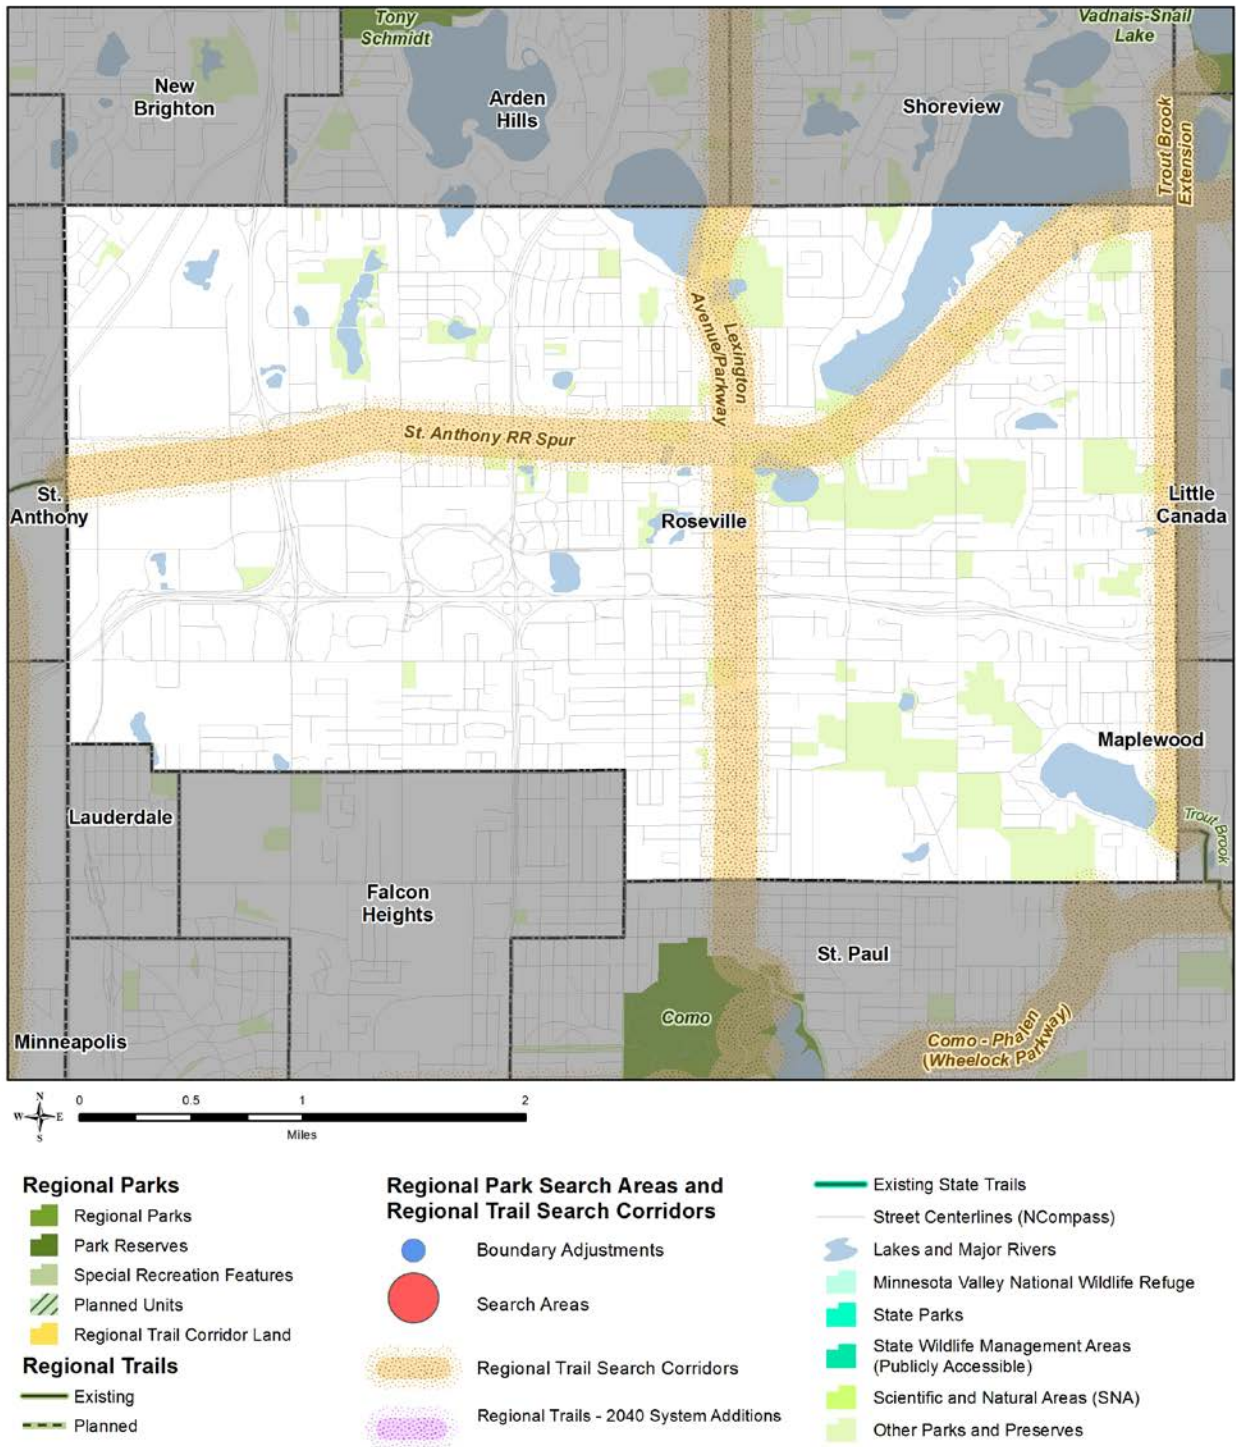 Tony
Schmidt
Vadnais-Snail
Lake
New
Brighton
Arden
Hills
Shoreview
Trout Brook
Extension
Lexington
Avenue/Parkway
St. Anthony RR Spur
St.
Anthony
Roseville
Little
Canada
Maplewood
Lauderdale
Trout Brook
Falcon
Heights
St. Paul
Como
Minneapolis
Como - Phalen
(Wheelock Parkway)
N
W E
S
0 0.5 1 2
Miles
Regional Parks
Regional Parks
Park Reserves
Special Recreation Features
Planned Units
Regional Trail Corridor Land
Regional Trails
Existing
Planned
Regional Park Search Areas and
Regional Trail Search Corridors
Boundary Adjustments
Search Areas
Regional Trail Search Corridors
Regional Trails - 2040 System Additions
Existing State Trails
Street Centerlines (NCompass)
Lakes and Major Rivers
Minnesota Valley National Wildlife Refuge
State Parks
State Wildlife Management Areas
(Publicly Accessible)
Scientific and Natural Areas (SNA)
Other Parks and Preserves